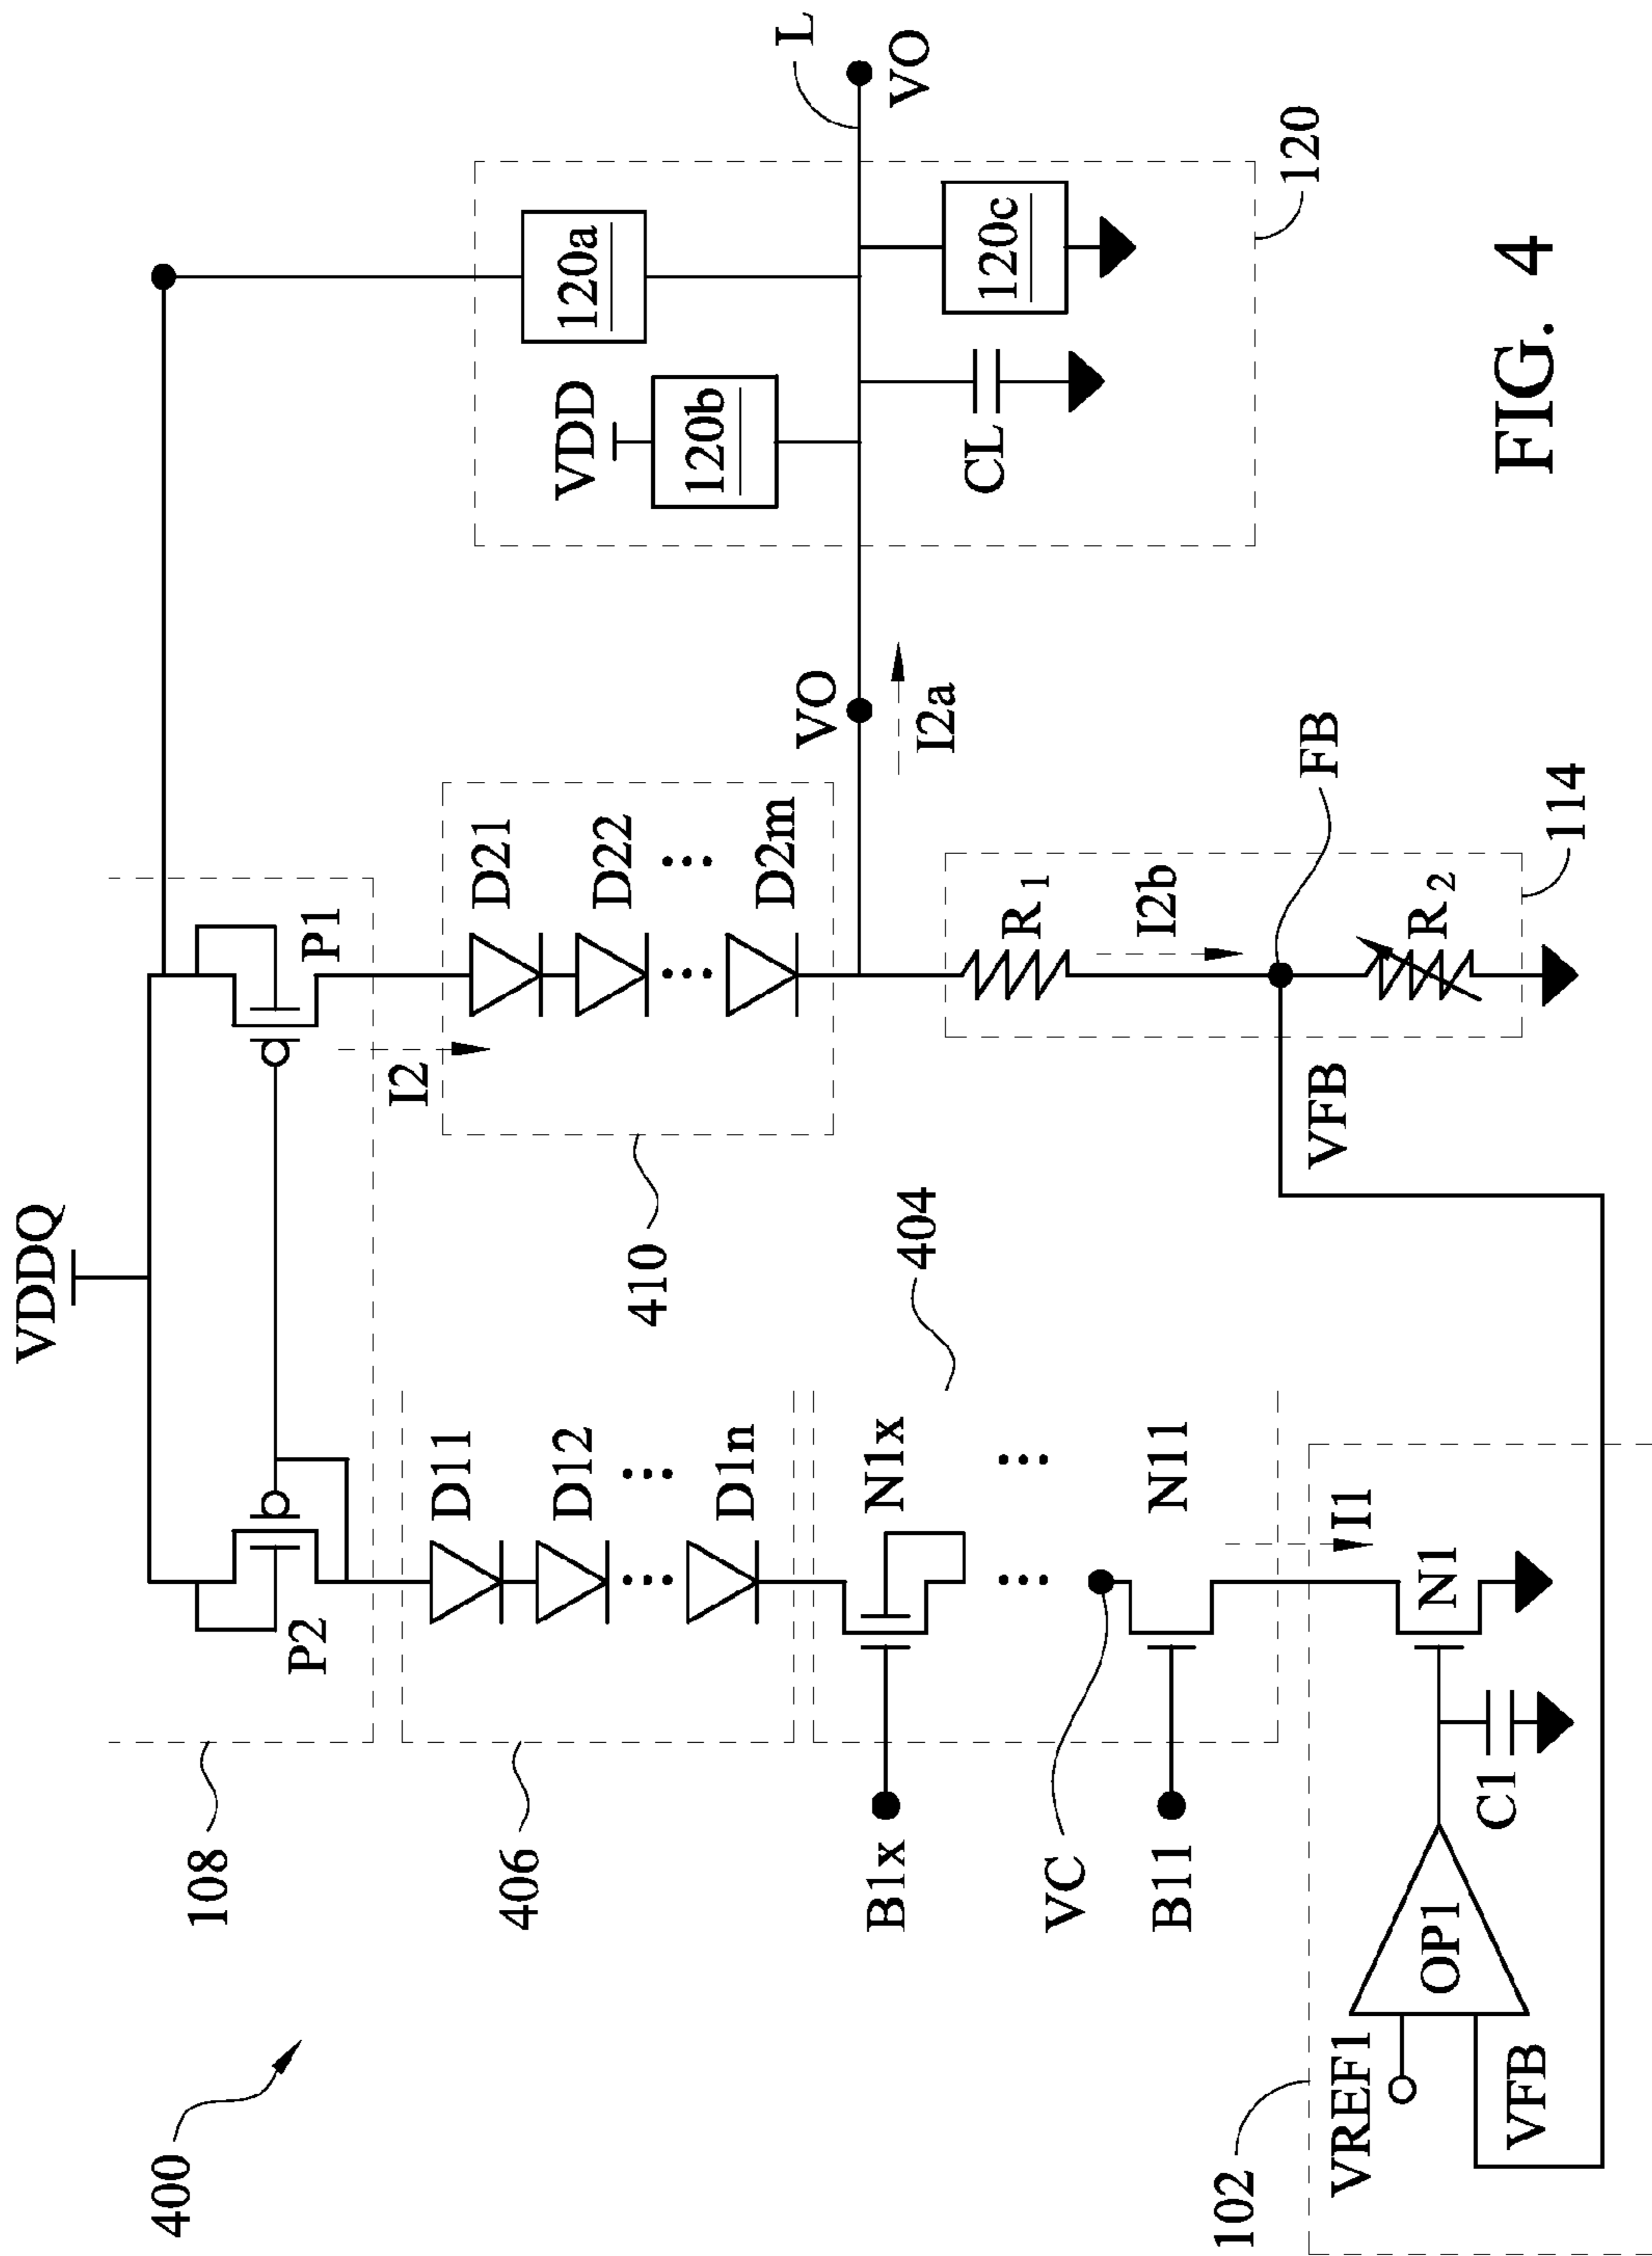 400
VDDQ
108
P2
P1
I2
406
D11
D12
D1n
410
D21
D22
D2m
VO
I2a
VDD
120b
120a
CL
120c
L
VO
120
404
B1x
N1x
VC
B11
N11
I1
R1
I2b
FB
R2
114
VFB
102
VREF1
VFB
OP1
C1
N1
FIG. 4